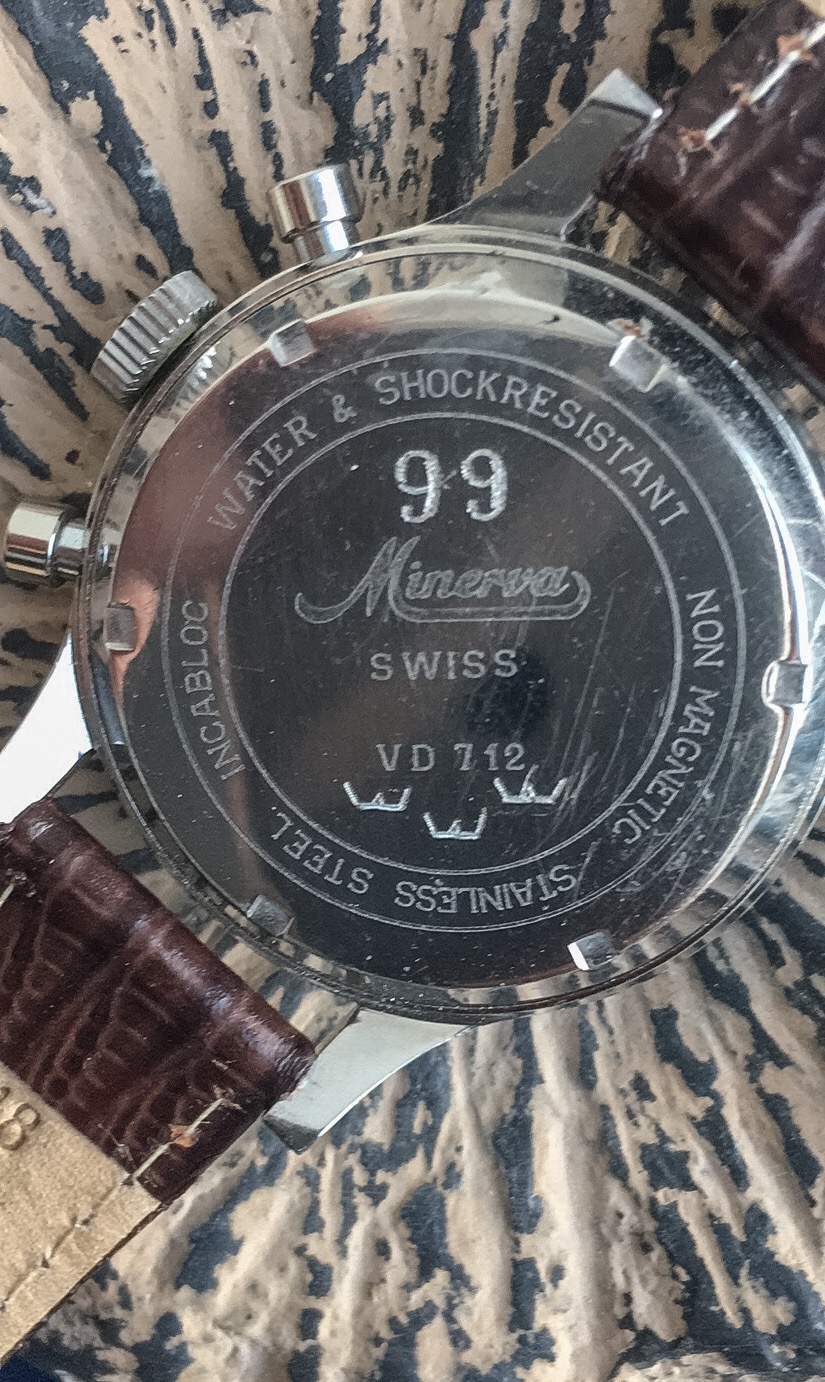 WATER & SHOCKRESISTANT
NON MAGNETIC
STAINLESS STEEL
INCABLOC
99
Minerva
SWISS
VD 712